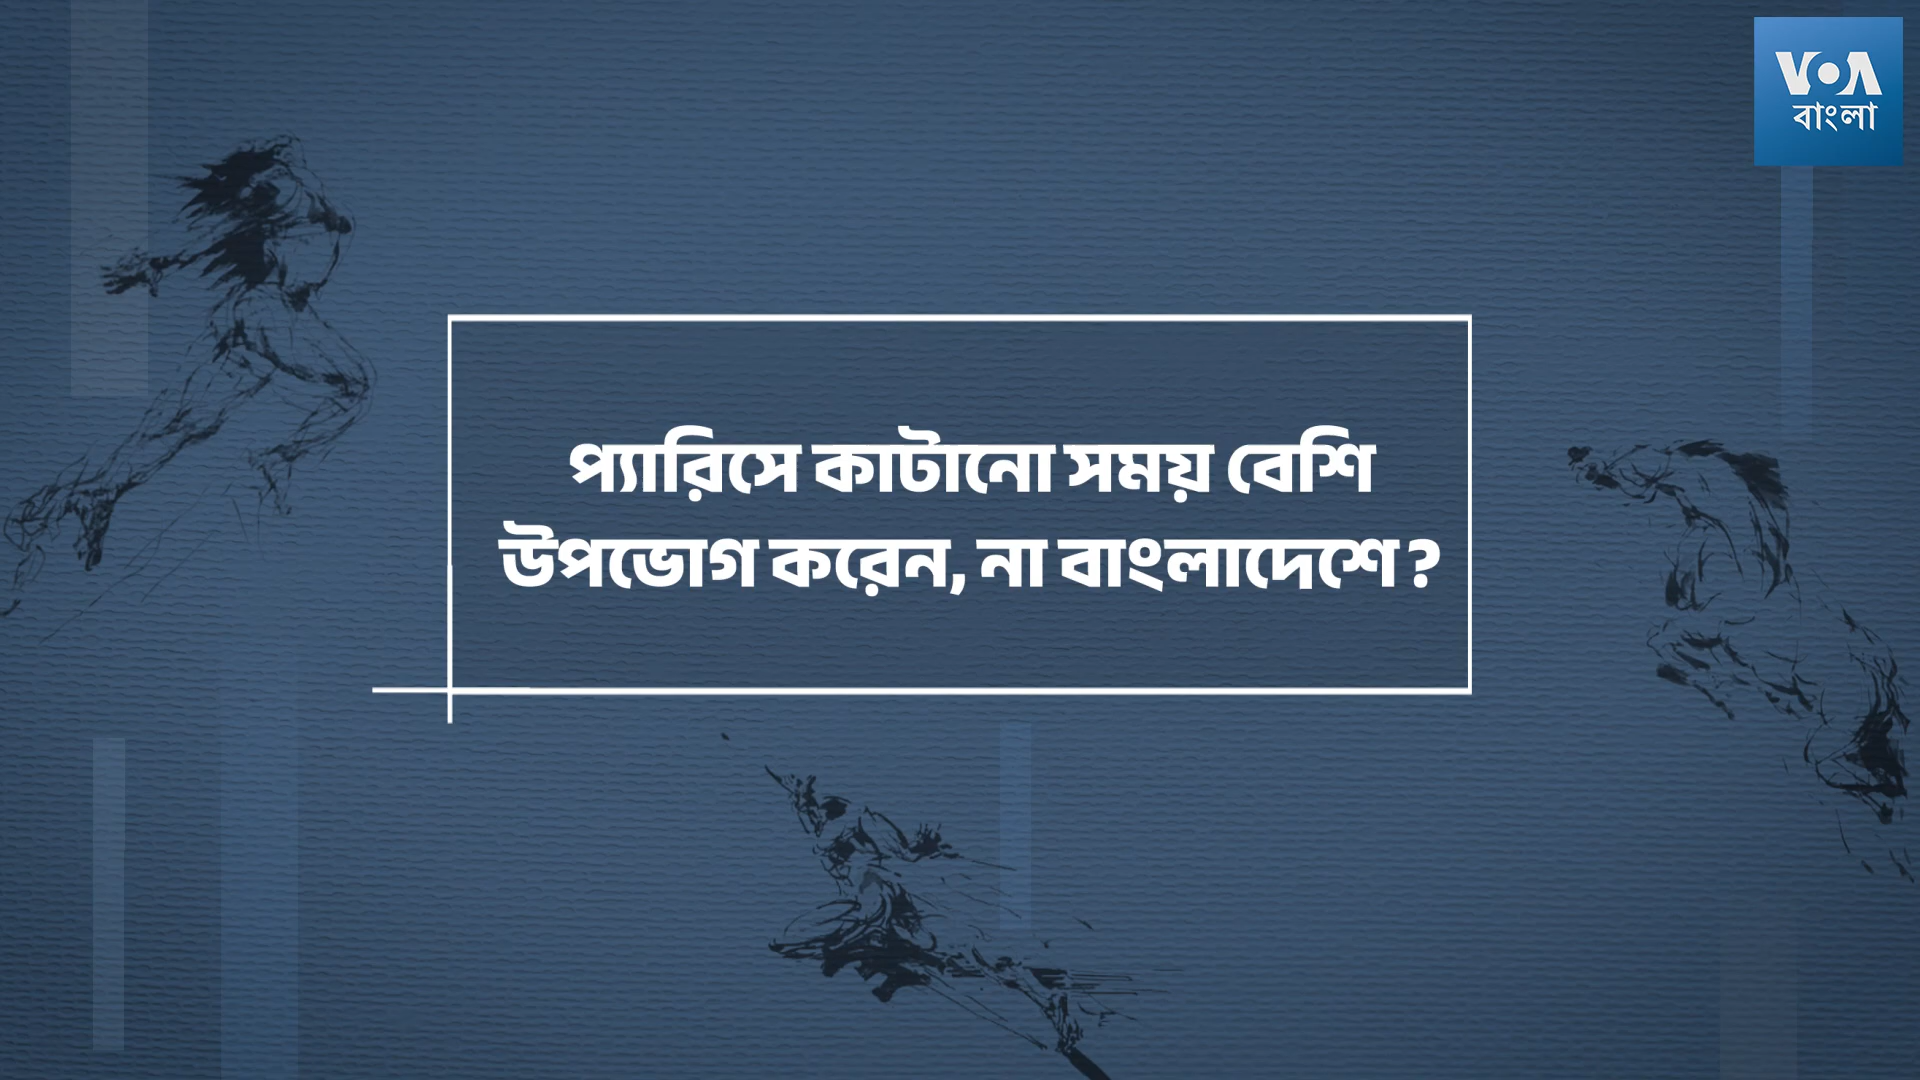 VOA
বাংলা
প্যারিসে কাটানো সময় বেশি
উপভোগ করেন, না বাংলাদেশে?